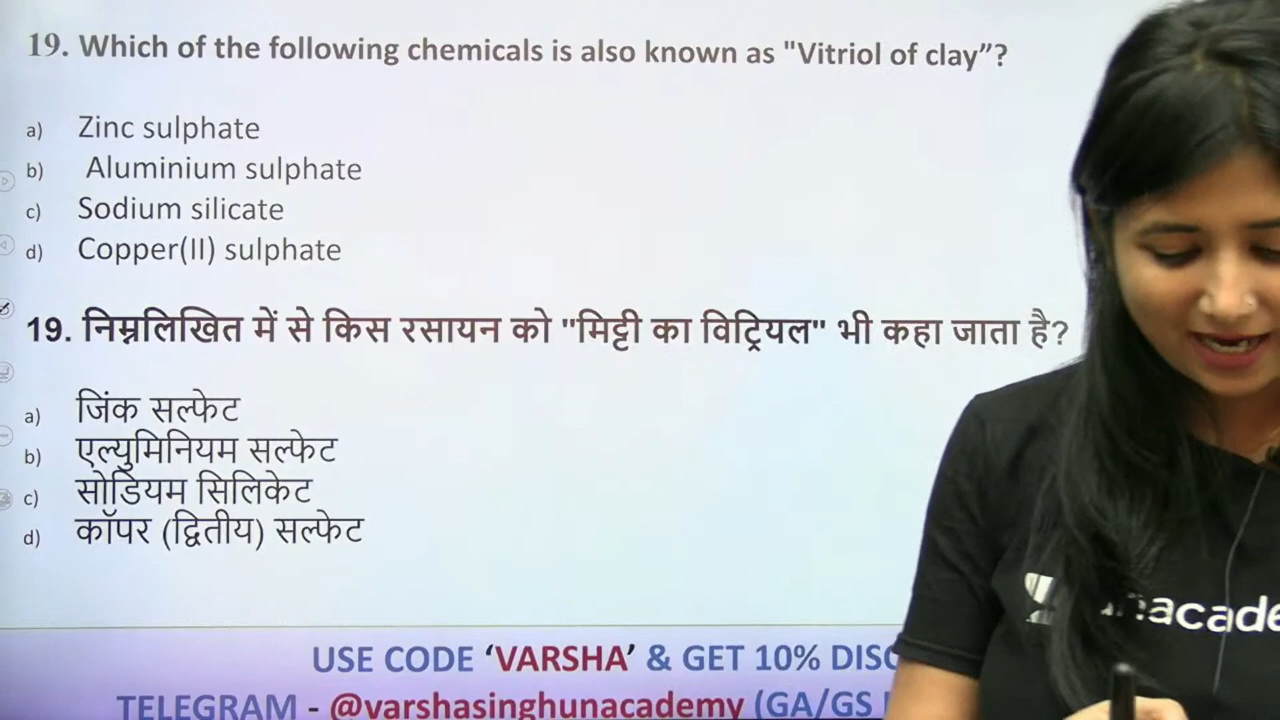 19. Which of the following chemicals is also known as "Vitriol of clay”?
a) Zinc sulphate
b) Aluminium sulphate
c) Sodium silicate
d) Copper(II) sulphate
19. निम्नलिखित में से किस रसायन को "मिट्टी का विट्रियल" भी कहा जाता है?
a) जिंक सल्फेट
b) एल्युमिनियम सल्फेट
c) सोडियम सिलिकेट
d) कॉपर (द्वितीय) सल्फेट
USE CODE ‘VARSHA’ & GET 10%
TELEGRAM - @varshasinghunacademy (GA/GS